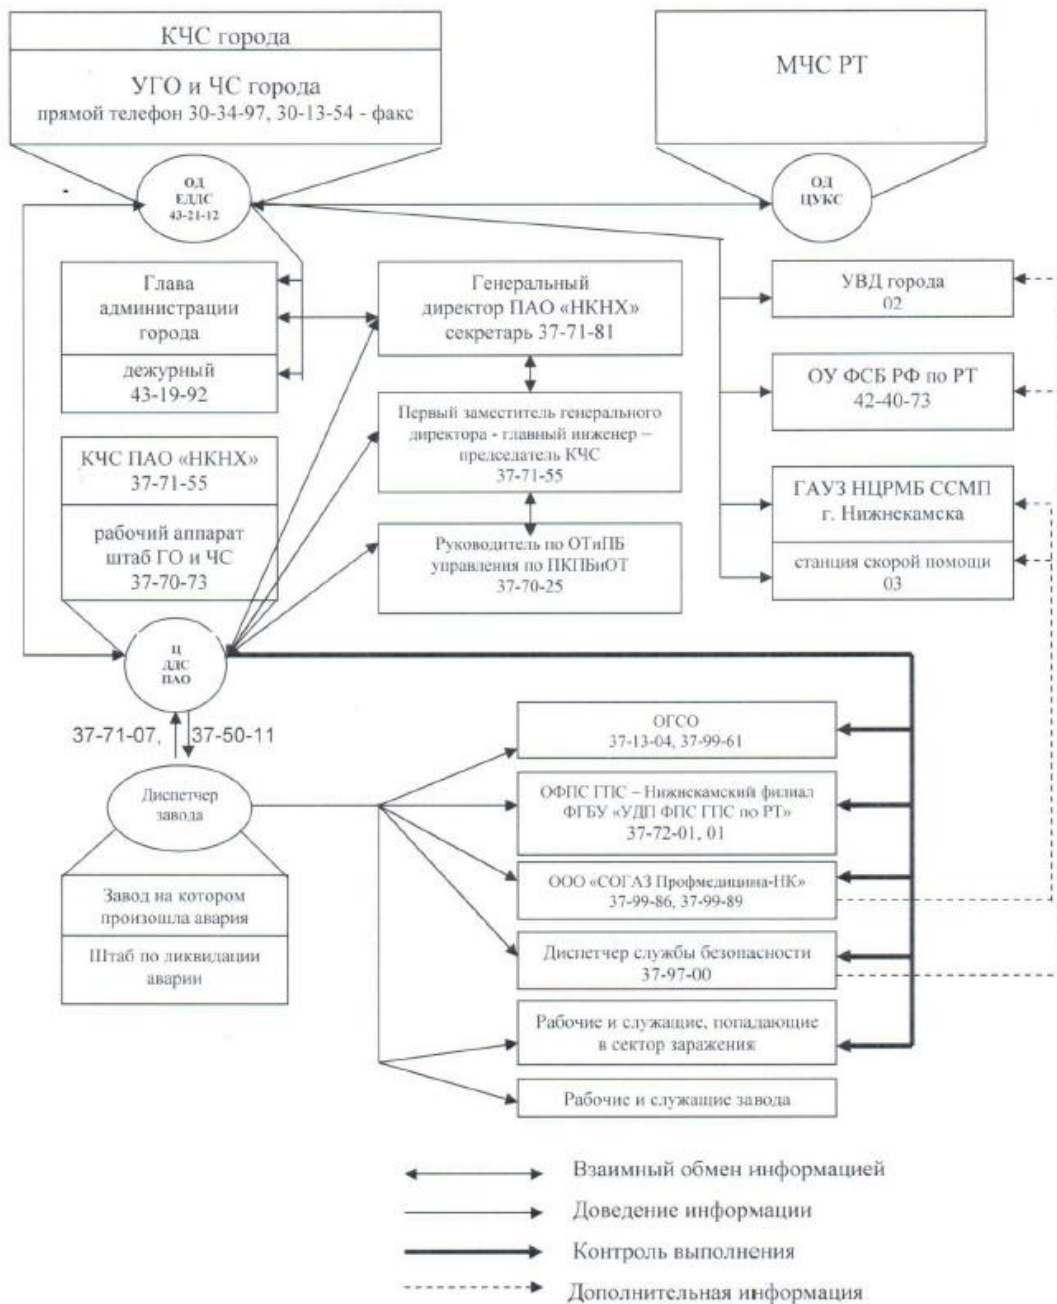 КЧС города
УГО и ЧС города
прямой телефон 30-34-97, 30-13-54 - факс
МЧС РТ
ОД
ЕДДС
43-21-12
ОД
ЦУКС
Глава
администрации
города
дежурный
43-19-92
Генеральный
директор ПАО «НКНХ»
секретарь 37-71-81
УВД города
02
ОУ ФСБ РФ по РТ
42-40-73
Первый заместитель генерального
директора - главный инженер –
председатель КЧС
37-71-55
КЧС ПАО «НКНХ»
37-71-55
рабочий аппарат
штаб ГО и ЧС
37-70-73
ГАУЗ НЦРМБ ССМП
г. Нижнекамска
станция скорой помощи
03
Руководитель по ОТиПБ
управления по ПКПБиОТ
37-70-25
Ц
ДДС
ПАО
37-71-07, 37-50-11
Диспетчер
завода
Завод на котором
произошла авария
Штаб по ликвидации
аварии
ОГСО
37-13-04, 37-99-61
ОФПС ГПС – Нижнекамский филиал
ФГБУ «УДП ФПС ГПС по РТ»
37-72-01, 01
ООО «СОГАЗ Профмедицина-НК»
37-99-86, 37-99-89
Диспетчер службы безопасности
37-97-00
Рабочие и служащие, попадающие
в сектор заражения
Рабочие и служащие завода
Взаимный обмен информацией
Доведение информации
Контроль выполнения
Дополнительная информация